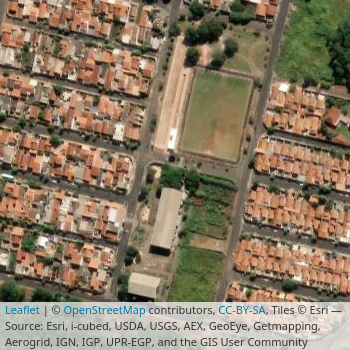 Leaflet | © OpenStreetMap contributors, CC-BY-SA, Tiles © Esri —
Source: Esri, i-cubed, USDA, USGS, AEX, GeoEye, Getmapping,
Aerogrid, IGN, IGP, UPR-EGP, and the GIS User Community